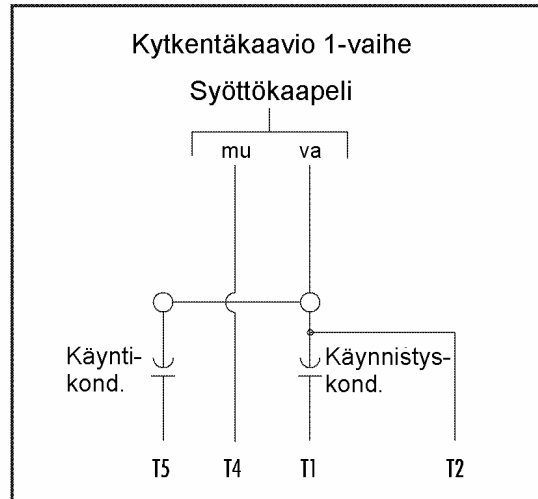 Kytkentäkaavio 1-vaihe
Syöttökaapeli
mu va
Käynti-
kond.
Käynnistys-
kond.
T5 T4 T1 T2